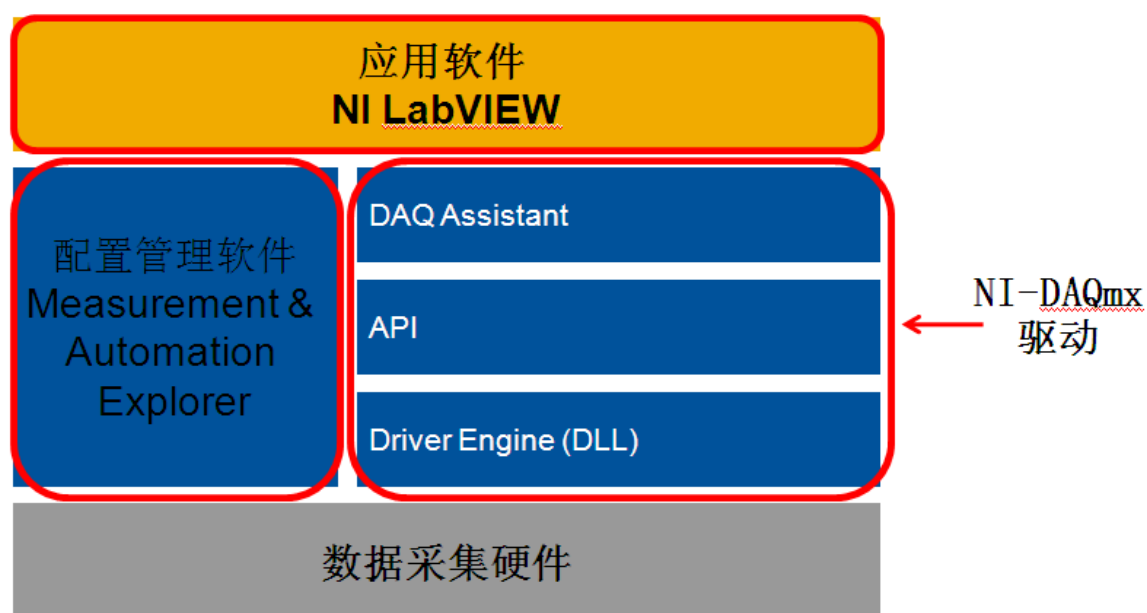 应用软件
NI LabVIEW
配置管理软件
Measurement &
Automation
Explorer
DAQ Assistant
API
Driver Engine (DLL)
NI-DAQmx
驱动
数据采集硬件